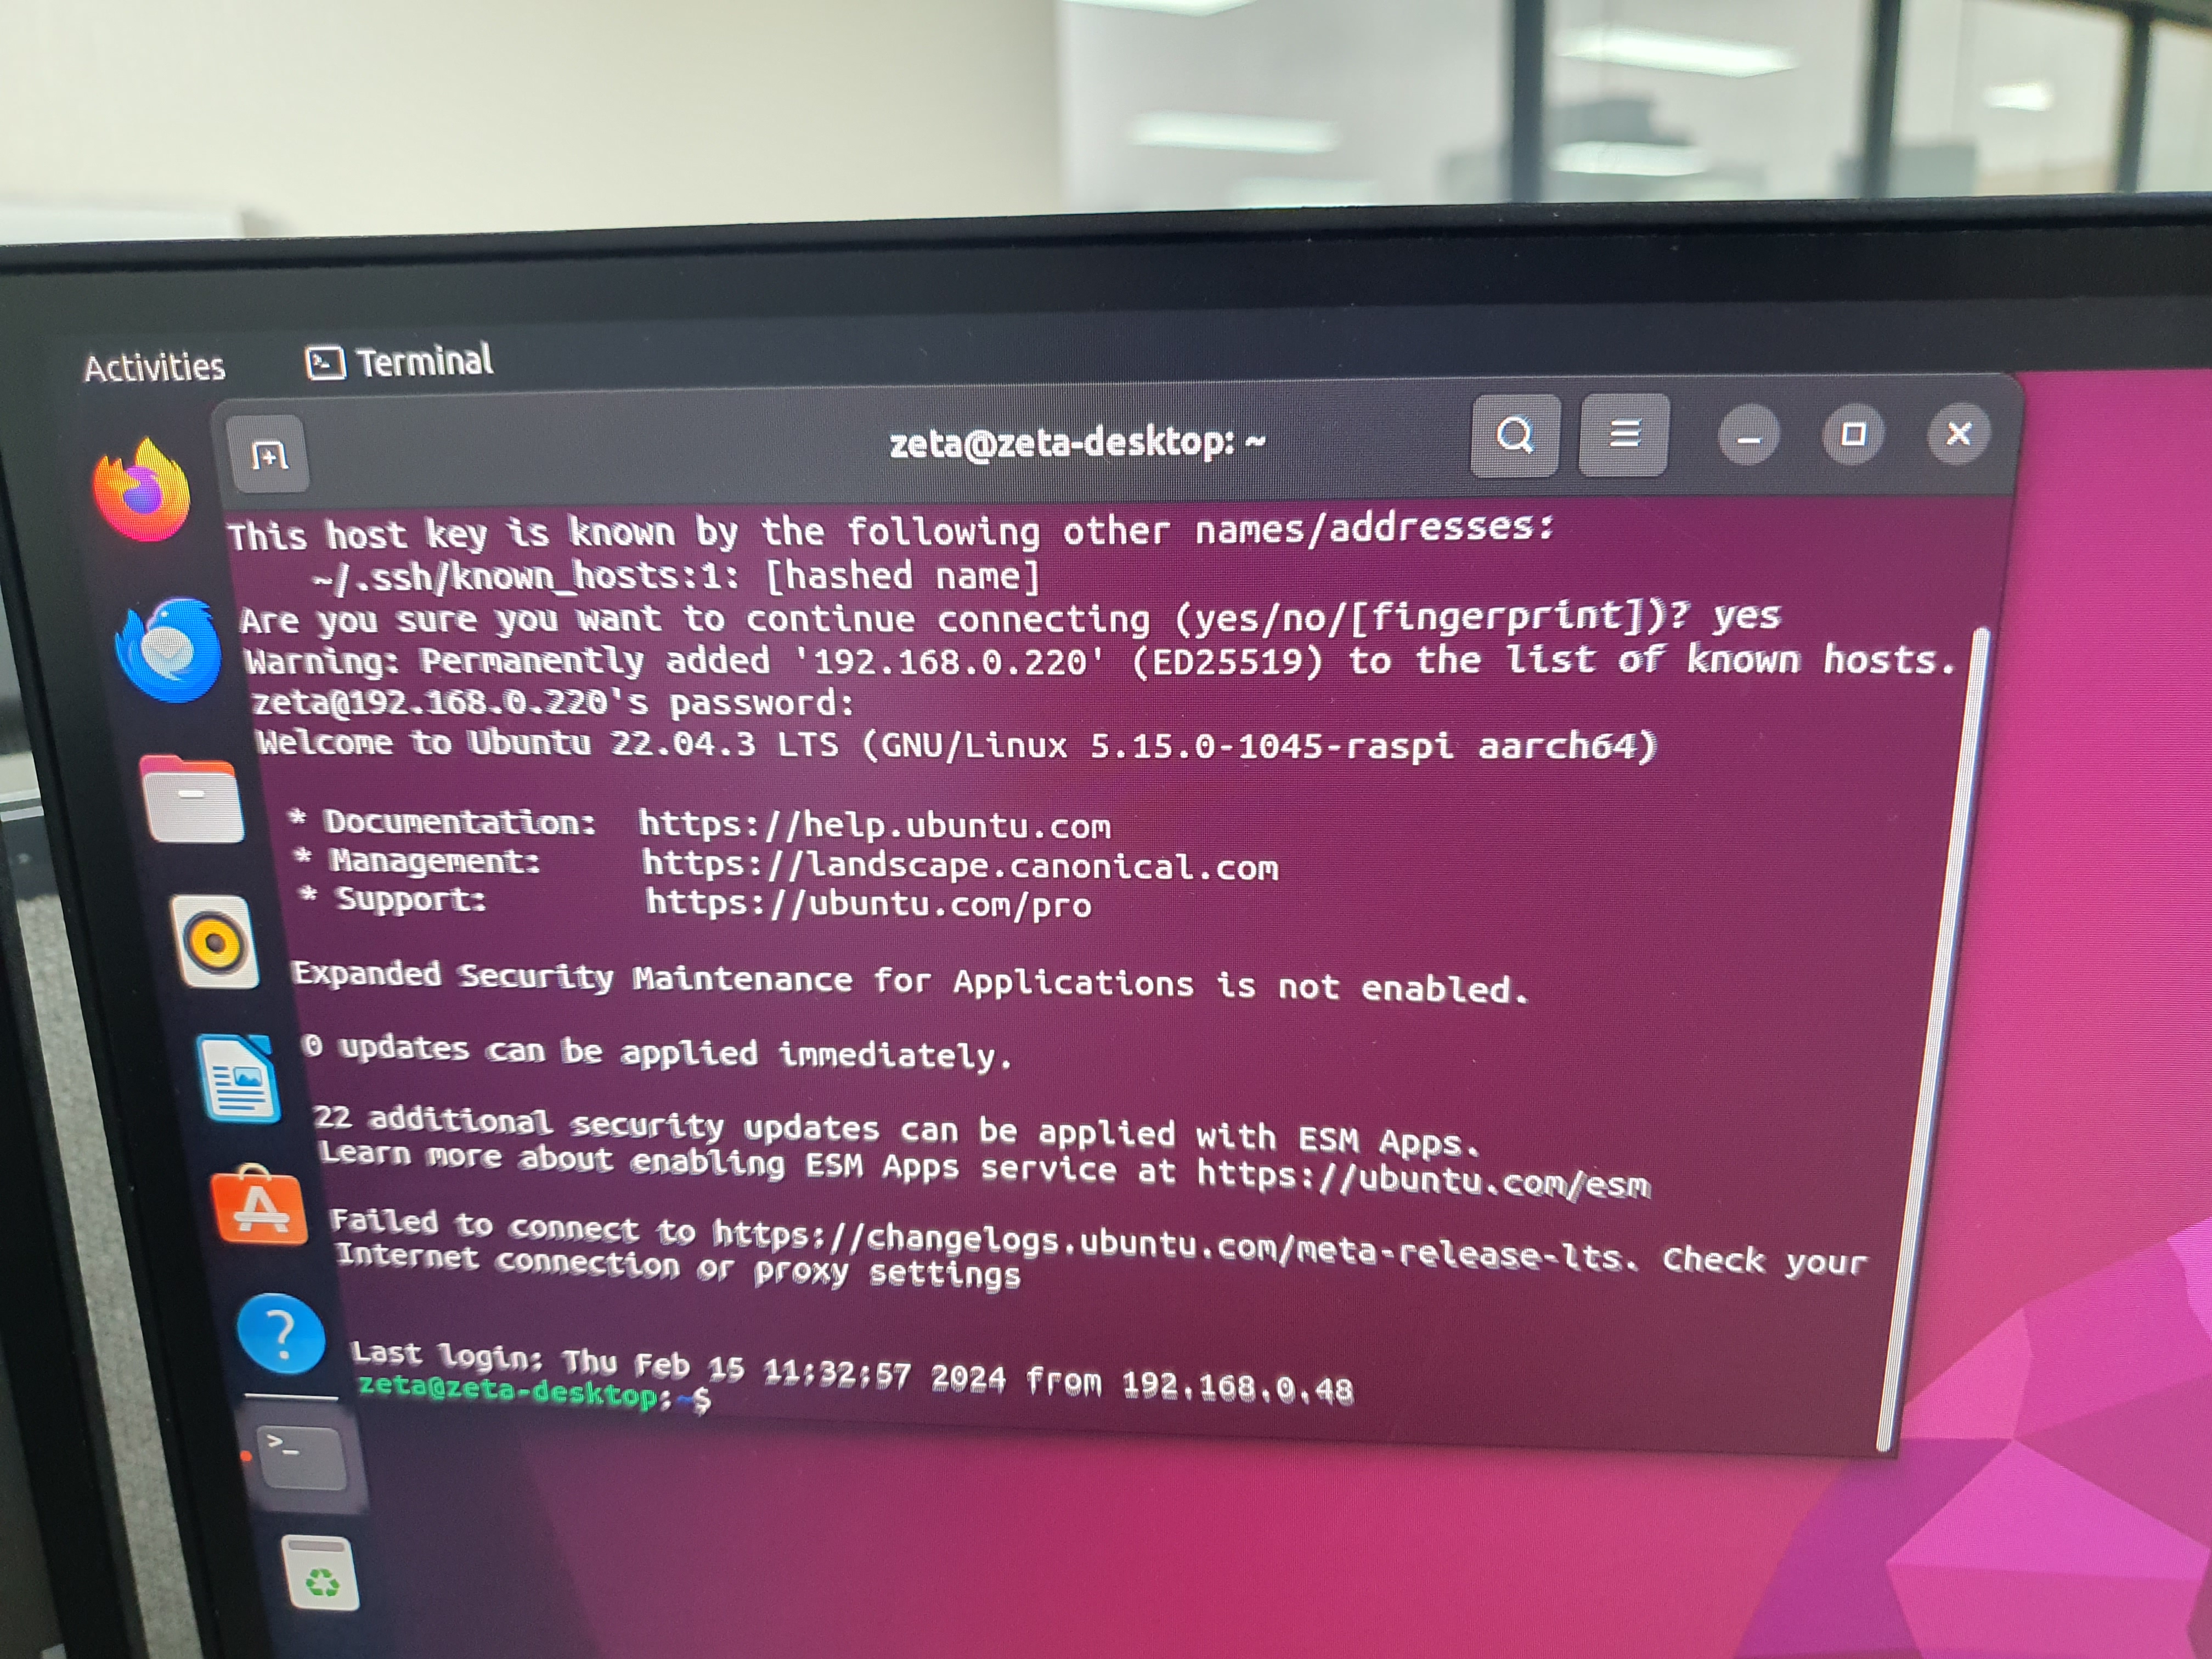 Activities
Terminal
zeta@zeta-desktop: ~
This host key is known by the following other names/addresses:
~/.ssh/known_hosts:1: [hashed name]
Are you sure you want to continue connecting (yes/no/[fingerprint])? yes
Warning: Permanently added '192.168.0.220' (ED25519) to the list of known hosts.
zeta@192.168.0.220's password:
Welcome to Ubuntu 22.04.3 LTS (GNU/Linux 5.15.0-1045-raspi aarch64)
* Documentation: https://help.ubuntu.com
* Management: https://landscape.canonical.com
* Support: https://ubuntu.com/pro
Expanded Security Maintenance for Applications is not enabled.
0 updates can be applied immediately.
22 additional security updates can be applied with ESM Apps.
Learn more about enabling ESM Apps service at https://ubuntu.com/esm
Failed to connect to https://changelogs.ubuntu.com/meta-release-lts. Check your
Internet connection or proxy settings
Last login: Thu Feb 15 11:32:57 2024 from 192.168.0.48
zeta@zeta-desktop:~$